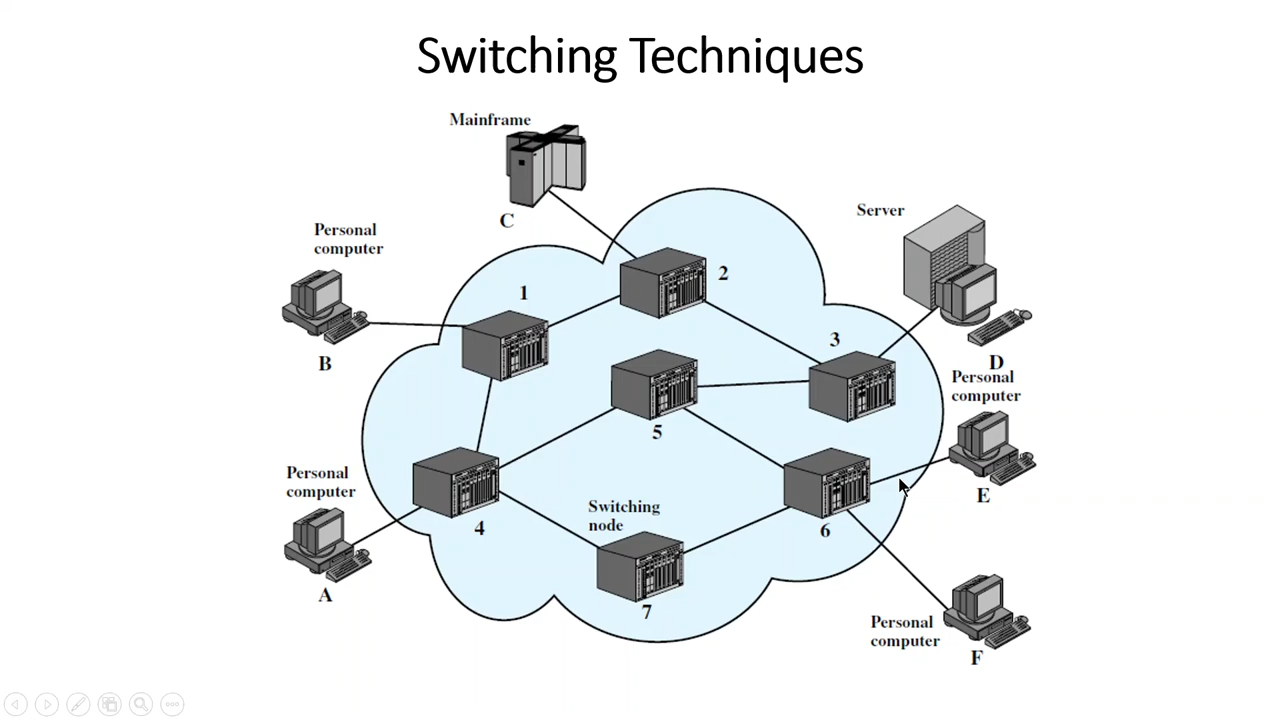 Switching Techniques
Mainframe
C
Server
Personal
computer
B
1
2
3
D
Personal
computer
E
5
Personal
computer
A
4
Switching
node
6
7
Personal
computer
F